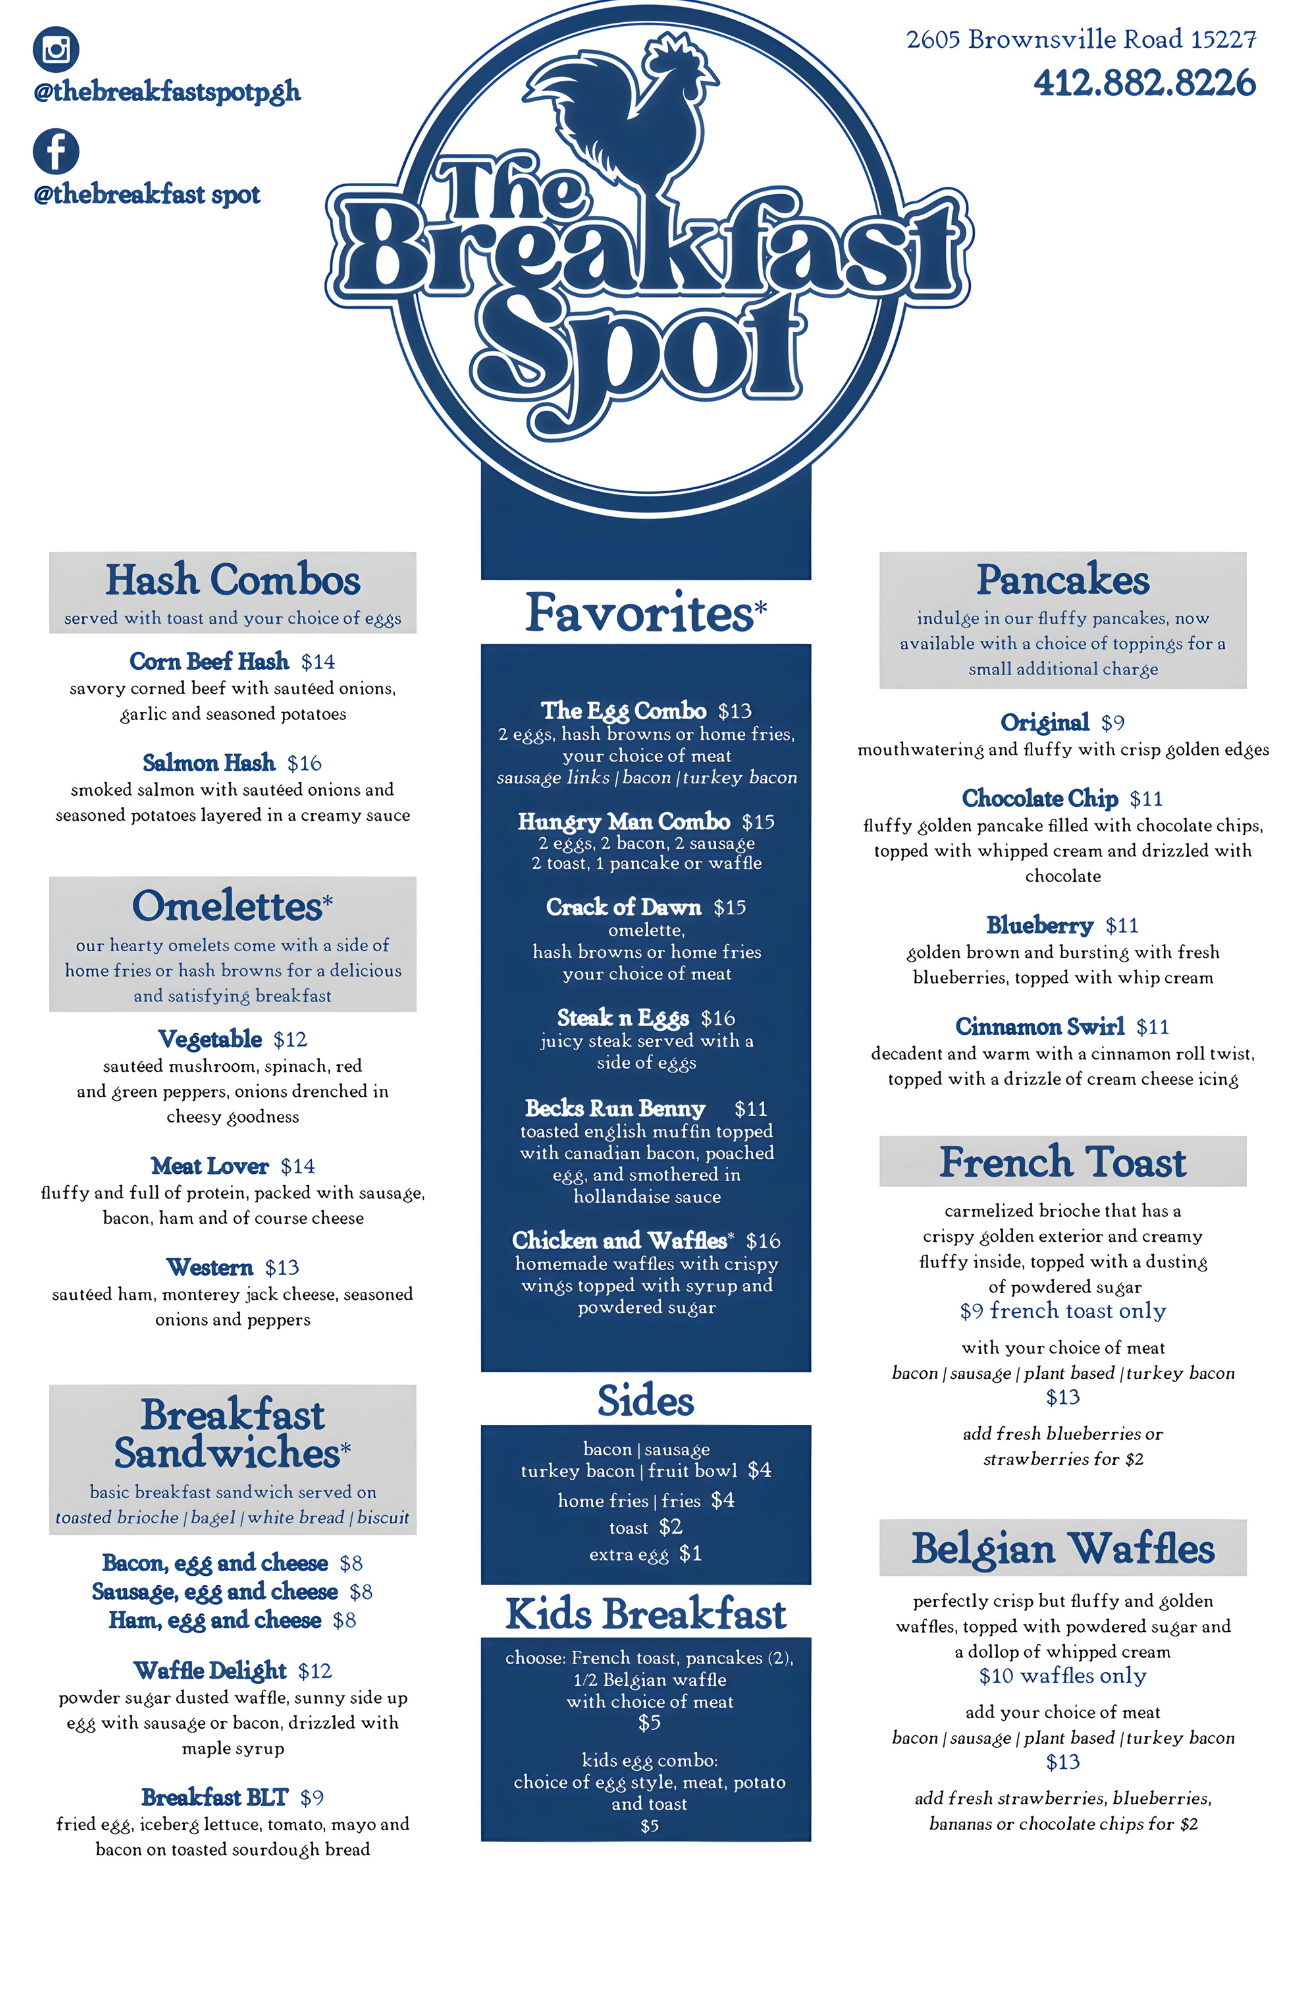 @thebreakfastspotpgh
@thebreakfast spot
2605 Brownsville Road 15227
412.882.8226
The
Breakfast
Spot
Hash Combos
served with toast and your choice of eggs
Corn Beef Hash $14
savory corned beef with sautéed onions,
garlic and seasoned potatoes
Salmon Hash $16
smoked salmon with sautéed onions and
seasoned potatoes layered in a creamy sauce
Omelettes*
our hearty omelets come with a side of
home fries or hash browns for a delicious
and satisfying breakfast
Vegetable $12
sautéed mushroom, spinach, red
and green peppers, onions drenched in
cheesy goodness
Meat Lover $14
fluffy and full of protein, packed with sausage,
bacon, ham and of course cheese
Western $13
sautéed ham, monterey jack cheese, seasoned
onions and peppers
Breakfast
Sandwiches*
basic breakfast sandwich served on
toasted brioche | bagel | white bread | biscuit
Bacon, egg and cheese $8
Sausage, egg and cheese $8
Ham, egg and cheese $8
Waffle Delight $12
powder sugar dusted waffle, sunny side up
egg with sausage or bacon, drizzled with
maple syrup
Breakfast BLT $9
fried egg, iceberg lettuce, tomato, mayo and
bacon on toasted sourdough bread
Favorites*
The Egg Combo $13
2 eggs, hash browns or home fries,
your choice of meat
sausage links | bacon | turkey bacon
Hungry Man Combo $15
2 eggs, 2 bacon, 2 sausage
2 toast, 1 pancake or waffle
Crack of Dawn $15
omelette,
hash browns or home fries
your choice of meat
Steak n Eggs $16
juicy steak served with a
side of eggs
Becks Run Benny $11
toasted english muffin topped
with canadian bacon, poached
egg, and smothered in
hollandaise sauce
Chicken and Waffles* $16
homemade waffles with crispy
wings topped with syrup and
powdered sugar
Sides
bacon | sausage
turkey bacon | fruit bowl $4
home fries | fries $4
toast $2
extra egg $1
Kids Breakfast
choose: French toast, pancakes (2),
1/2 Belgian waffle
with choice of meat
$5
kids egg combo:
choice of egg style, meat, potato
and toast
$5
Pancakes
indulge in our fluffy pancakes, now
available with a choice of toppings for a
small additional charge
Original $9
mouthwatering and fluffy with crisp golden edges
Chocolate Chip $11
fluffy golden pancake filled with chocolate chips,
topped with whipped cream and drizzled with
chocolate
Blueberry $11
golden brown and bursting with fresh
blueberries, topped with whip cream
Cinnamon Swirl $11
decadent and warm with a cinnamon roll twist,
topped with a drizzle of cream cheese icing
French Toast
carmelized brioche that has a
crispy golden exterior and creamy
fluffy inside, topped with a dusting
of powdered sugar
$9 french toast only
with your choice of meat
bacon | sausage | plant based | turkey bacon
$13
add fresh blueberries or
strawberries for $2
Belgian Waffles
perfectly crisp but fluffy and golden
waffles, topped with powdered sugar and
a dollop of whipped cream
$10 waffles only
add your choice of meat
bacon | sausage | plant based | turkey bacon
$13
add fresh strawberries, blueberries,
bananas or chocolate chips for $2